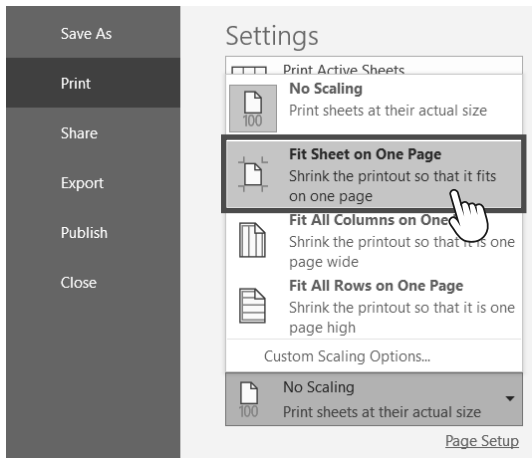 Save As
Print
Share
Export
Publish
Close
Settings
Print Active Sheets
No Scaling
Print sheets at their actual size
100
Fit Sheet on One Page
Shrink the printout so that it fits
on one page
Fit All Columns on One
Shrink the printout so that it is one
page wide
Fit All Rows on One Page
Shrink the printout so that it is one
page high
Custom Scaling Options...
No Scaling
100
Print sheets at their actual size
Page Setup